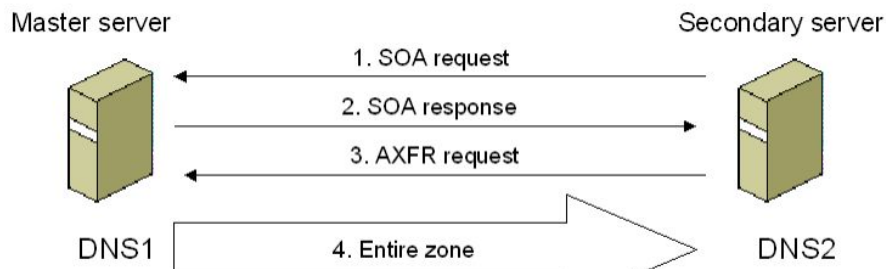 Master server
Secondary server
1. SOA request
2. SOA response
3. AXFR request
4. Entire zone
DNS1
DNS2